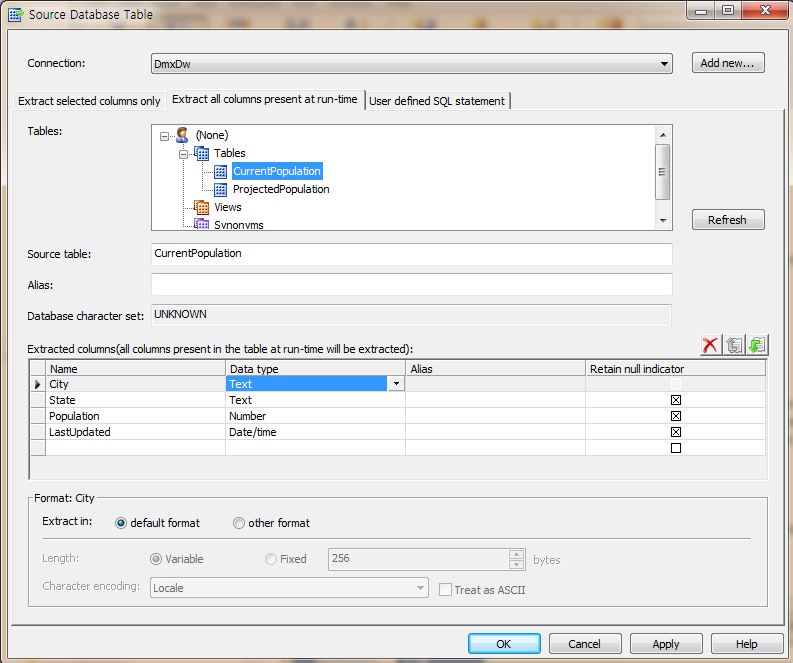 Source Database Table
Connection:
DmxDw
Add new...
Extract selected columns only
Extract all columns present at run-time
User defined SQL statement
Tables:
(None)
Tables
CurrentPopulation
ProjectedPopulation
Views
Synonyms
Refresh
Source table:
CurrentPopulation
Alias:
Database character set:
UNKNOWN
Extracted columns(all columns present in the table at run-time will be extracted):
Name Data type Alias Retain null indicator
City Text
State Text
Population Number
LastUpdated Date/time
Format: City
Extract in: default format other format
Length: Variable Fixed 256 bytes
Character encoding: Locale Treat as ASCII
OK Cancel Apply Help